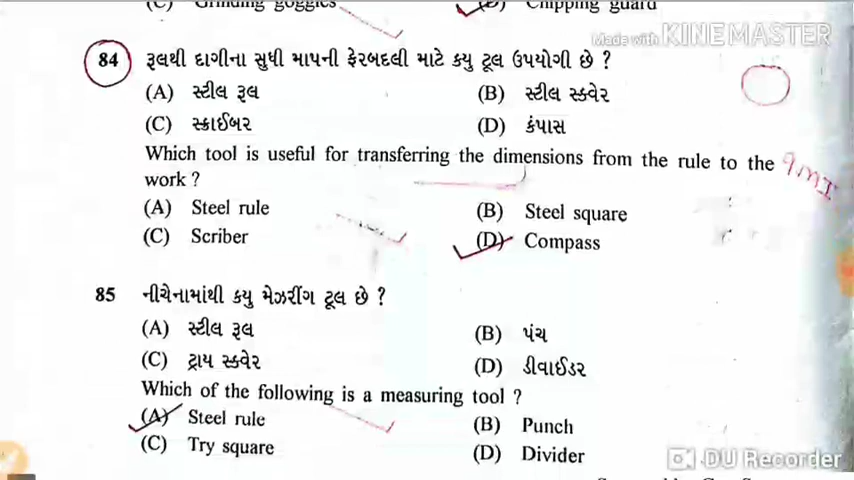 (C) Grinding goggles (D) Chipping guard
Made with KINEMASTER
84 રૂલથી દાગીના સુધી માપની ફેરબદલી માટે કયુ ટૂલ ઉપયોગી છે ?
(A) સ્ટીલ રૂલ (B) સ્ટીલ સ્ક્વેર
(C) સ્ક્રાઈબર (D) કંપાસ
Which tool is useful for transferring the dimensions from the rule to the
work ?
(A) Steel rule (B) Steel square
(C) Scriber (D) Compass
85 નીચેનામાંથી કયુ મેઝરીંગ ટૂલ છે ?
(A) સ્ટીલ રૂલ (B) પંચ
(C) ટ્રાય સ્ક્વેર (D) ડીવાઈડર
Which of the following is a measuring tool ?
(A) Steel rule (B) Punch
(C) Try square (D) Divider
DU Recorder